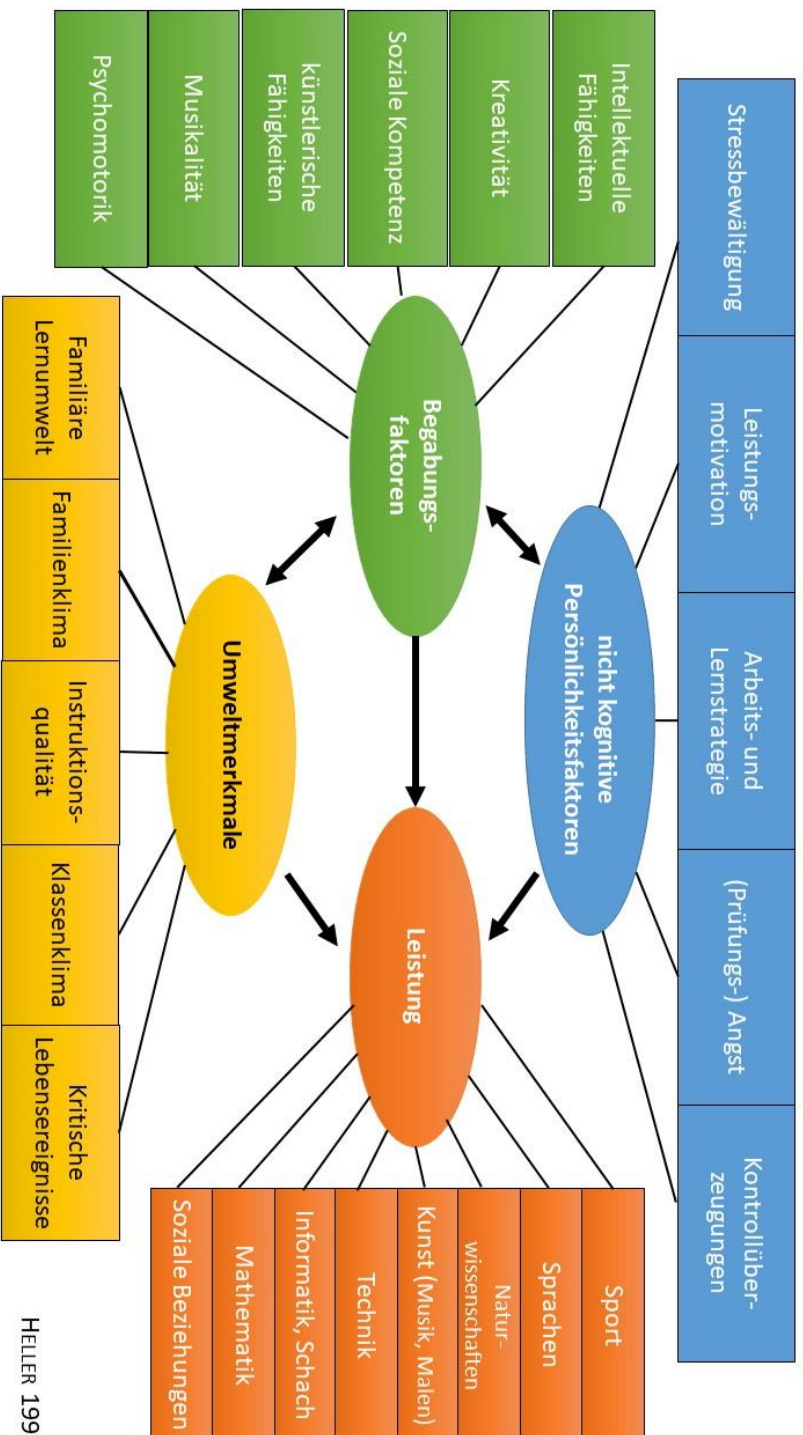 Stressbewältigung
Leistungs-
motivation
Arbeits- und
Lernstrategie
(Prüfungs-) Angst
Kontrollüber-
zeugungen
nicht kognitive
Persönlichkeitsfaktoren
Intellektuelle
Fähigkeiten
Kreativität
Soziale Kompetenz
künstlerische
Fähigkeiten
Musikalität
Psychomotorik
Begabungs-
faktoren
Leistung
Sport
Sprachen
Natur-
wissenschaften
Kunst (Musik, Malen)
Technik
Informatik, Schach
Mathematik
Soziale Beziehungen
Umweltmerkmale
Familiäre
Lernumwelt
Familienklima
Instruktions-
qualität
Klassenklima
Kritische
Lebensereignisse
HELLER 199